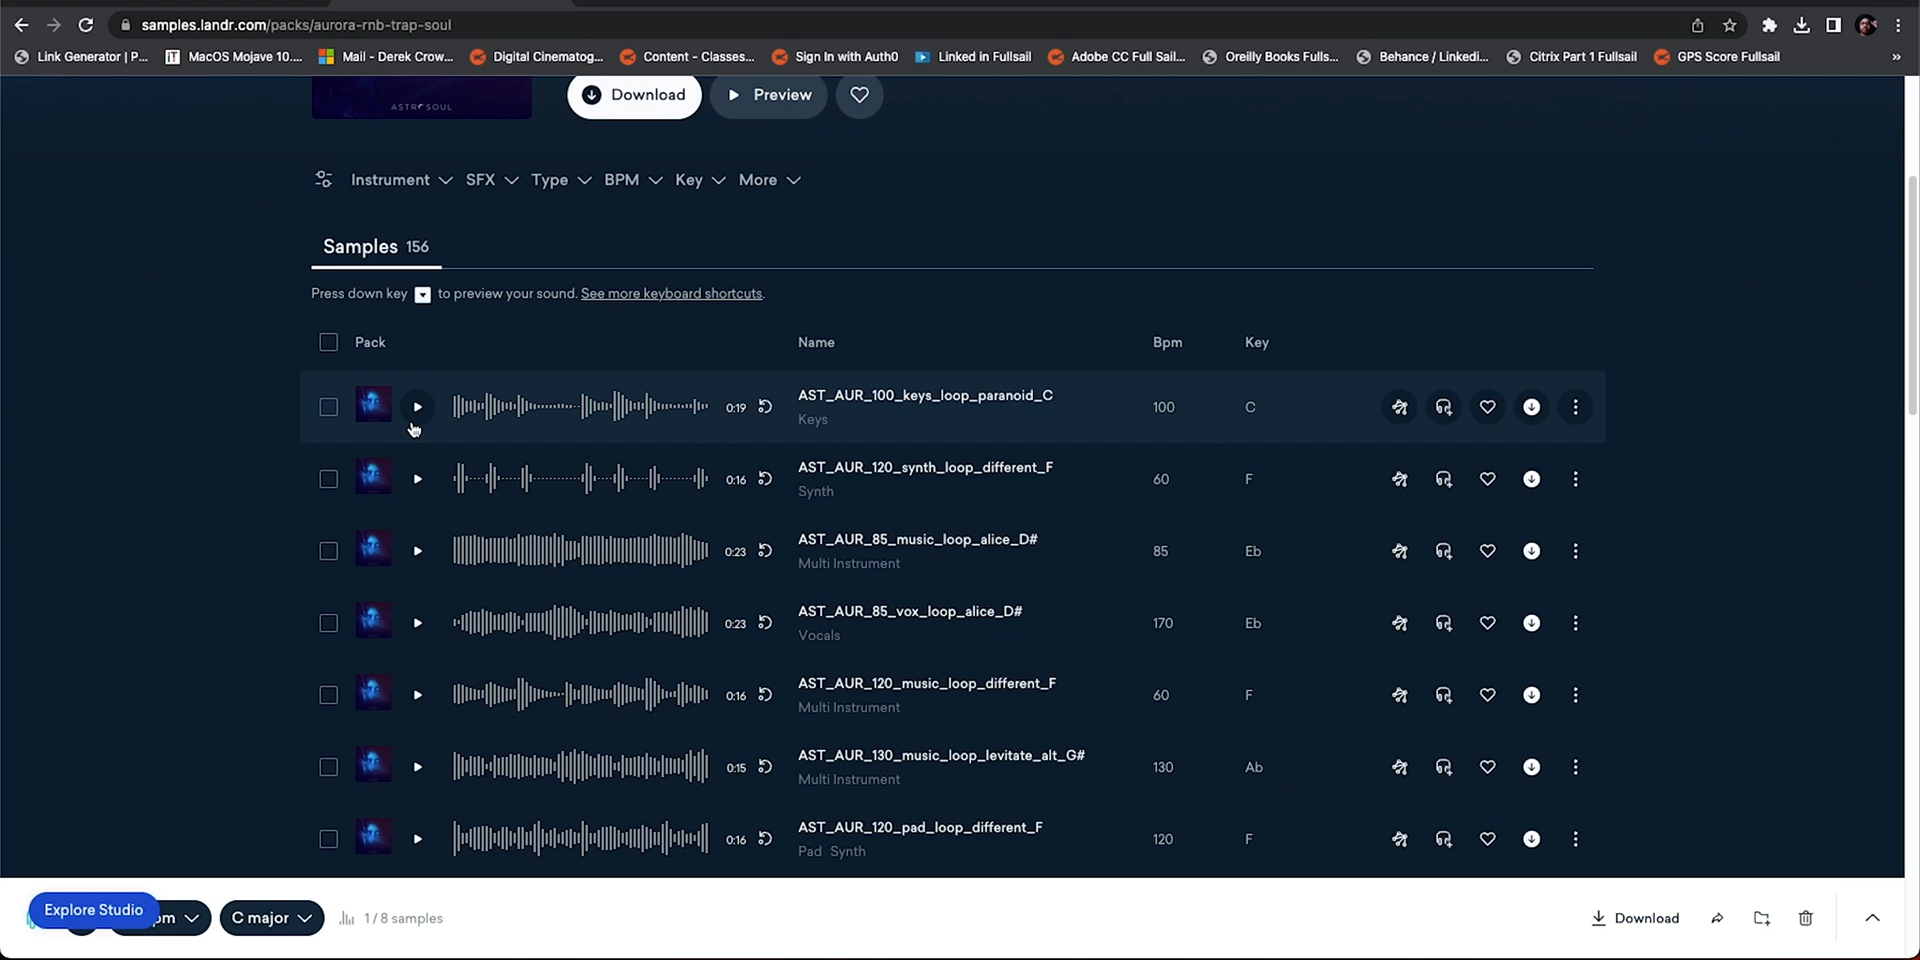 samples.landr.com/packs/aurora-rnb-trap-soul
Link Generator | P... MacOS Mojave 10.... Mail - Derek Crow... Digital Cinematog... Content - Classes... Sign In with Auth0 Linked in Fullsail Adobe CC Full Sail... Oreilly Books Fulls... Behance / Linkedi... Citrix Part 1 Fullsail GPS Score Fullsail »
ASTR SOUL
Download Preview
Instrument SFX Type BPM Key More
Samples 156
Press down key to preview your sound. See more keyboard shortcuts.
Pack Name Bpm Key
0:19 AST_AUR_100_keys_loop_paranoid_C 100 C
Keys
0:16 AST_AUR_120_synth_loop_different_F 60 F
Synth
0:23 AST_AUR_85_music_loop_alice_D# 85 Eb
Multi Instrument
0:23 AST_AUR_85_vox_loop_alice_D# 170 Eb
Vocals
0:16 AST_AUR_120_music_loop_different_F 60 F
Multi Instrument
0:15 AST_AUR_130_music_loop_levitate_alt_G# 130 Ab
Multi Instrument
0:16 AST_AUR_120_pad_loop_different_F 120 F
Pad Synth
Explore Studio pm C major 1 / 8 samples Download